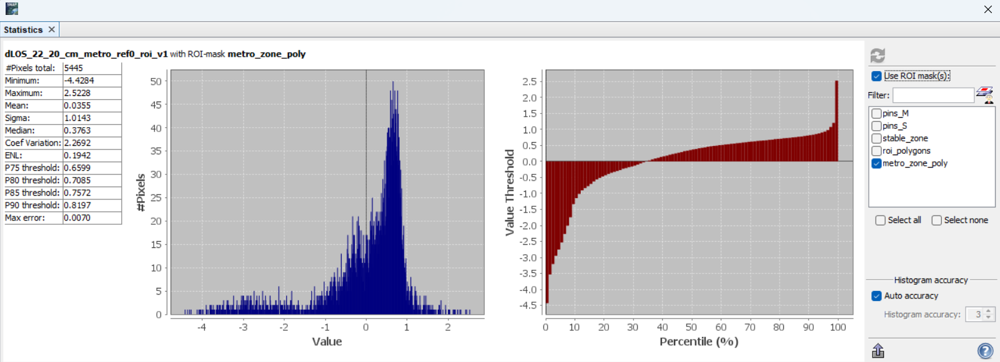 SNAP
Statistics
dLOS_22_20_cm_metro_ref0_roi_v1 with ROI-mask metro_zone_poly
#Pixels total: 5445
Minimum: -4.4284
Maximum: 2.5228
Mean: 0.0355
Sigma: 1.0143
Median: 0.3763
Coef Variation: 2.2692
ENL: 0.1942
P75 threshold: 0.6599
P80 threshold: 0.7085
P85 threshold: 0.7572
P90 threshold: 0.8197
Max error: 0.0070
#Pixels
50
45
40
35
30
25
20
15
10
5
0
-4 -3 -2 -1 0 1 2
Value
Value Threshold
2.5
2.0
1.5
1.0
0.5
0.0
-0.5
-1.0
-1.5
-2.0
-2.5
-3.0
-3.5
-4.0
-4.5
0 10 20 30 40 50 60 70 80 90 100
Percentile (%)
Use ROI mask(s):
Filter:
pins_M
pins_S
stable_zone
roi_polygons
metro_zone_poly
Select all Select none
Histogram accuracy
Auto accuracy
Histogram accuracy: 3
?